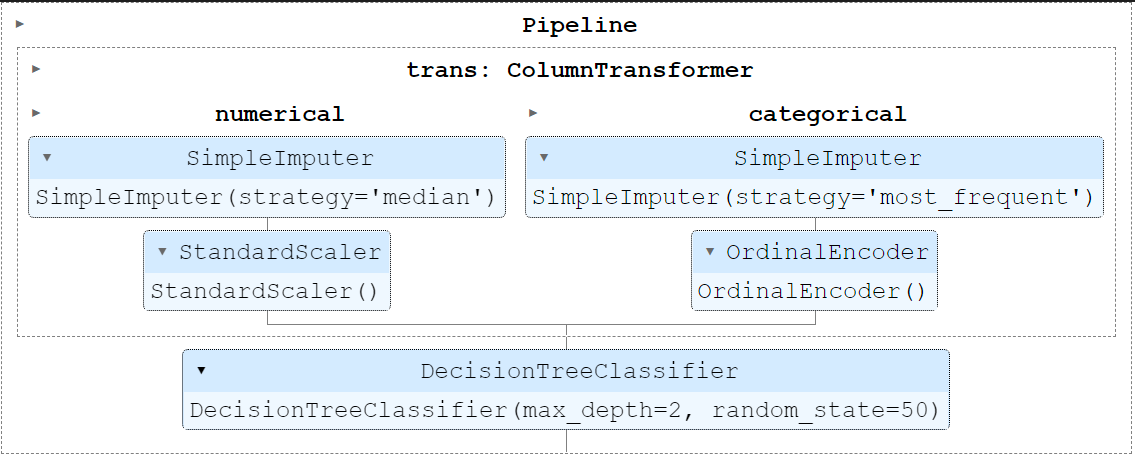 Pipeline
trans: ColumnTransformer
numerical
categorical
SimpleImputer
SimpleImputer
SimpleImputer(strategy='median')
SimpleImputer(strategy='most_frequent')
StandardScaler
OrdinalEncoder
StandardScaler()
OrdinalEncoder()
DecisionTreeClassifier
DecisionTreeClassifier(max_depth=2, random_state=50)